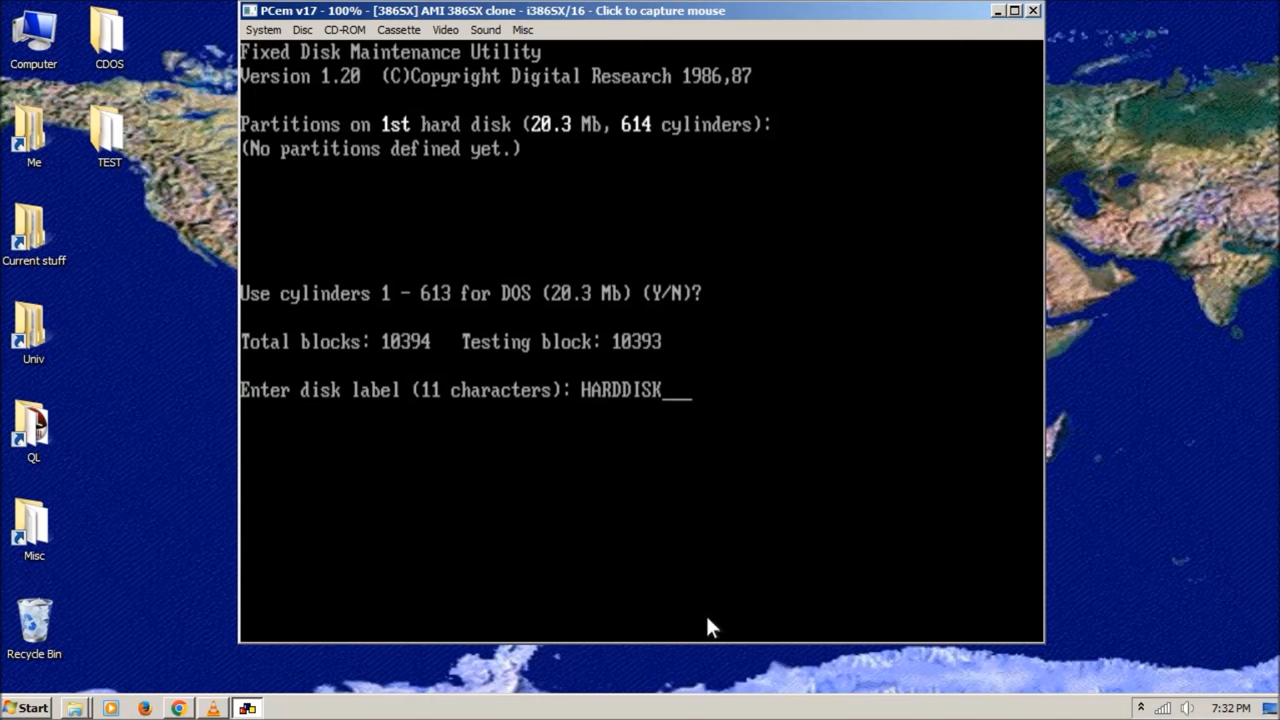 PCem v17 - 100% - [386SX] AMI 386SX clone - i386SX/16 - Click to capture mouse
System Disc CD-ROM Cassette Video Sound Misc
Fixed Disk Maintenance Utility
Version 1.20 (C)Copyright Digital Research 1986,87
Partitions on 1st hard disk (20.3 Mb, 614 cylinders):
(No partitions defined yet.)
Use cylinders 1 - 613 for DOS (20.3 Mb) (Y/N)?
Total blocks: 10394 Testing block: 10393
Enter disk label (11 characters): HARDDISK___
Computer
CDOS
Me
TEST
Current stuff
Univ
QL
Misc
Recycle Bin
Start
7:32 PM